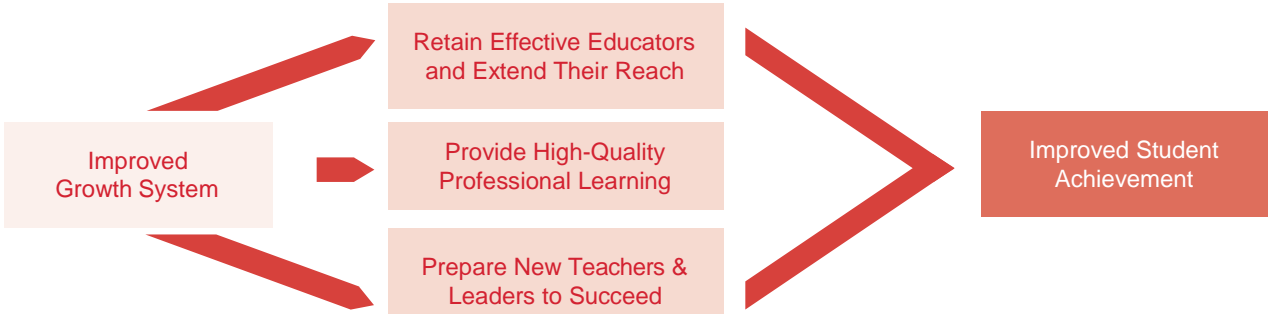 Retain Effective Educators
and Extend Their Reach
Improved
Growth System
Provide High-Quality
Professional Learning
Improved Student
Achievement
Prepare New Teachers &
Leaders to Succeed